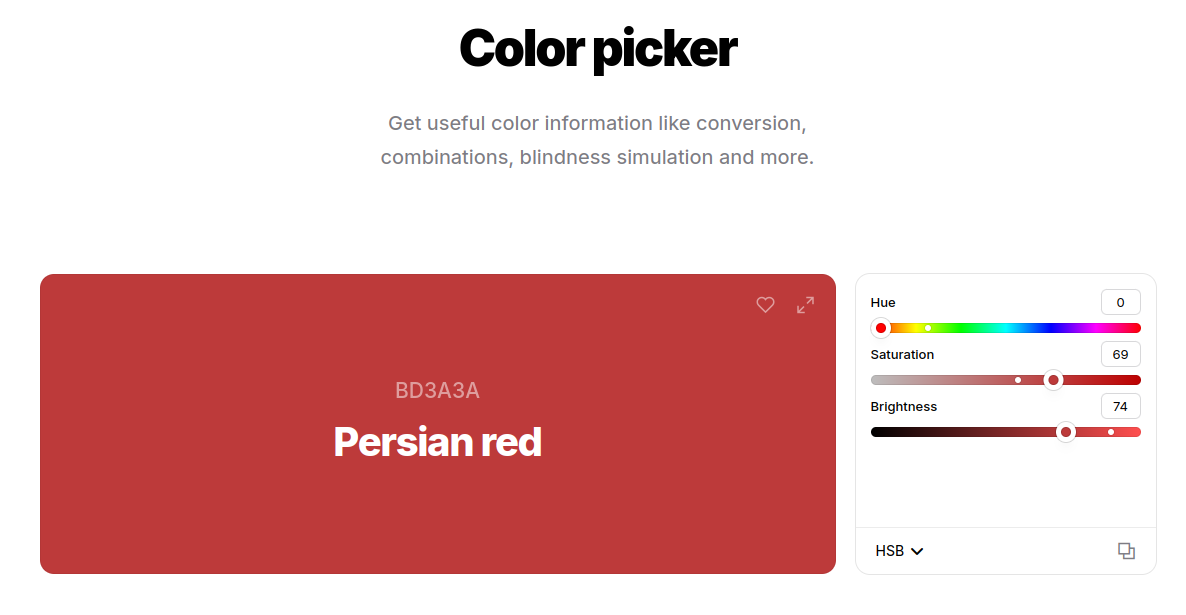 Color picker
Get useful color information like conversion,
combinations, blindness simulation and more.
BD3A3A
Persian red
Hue 0
Saturation 69
Brightness 74
HSB